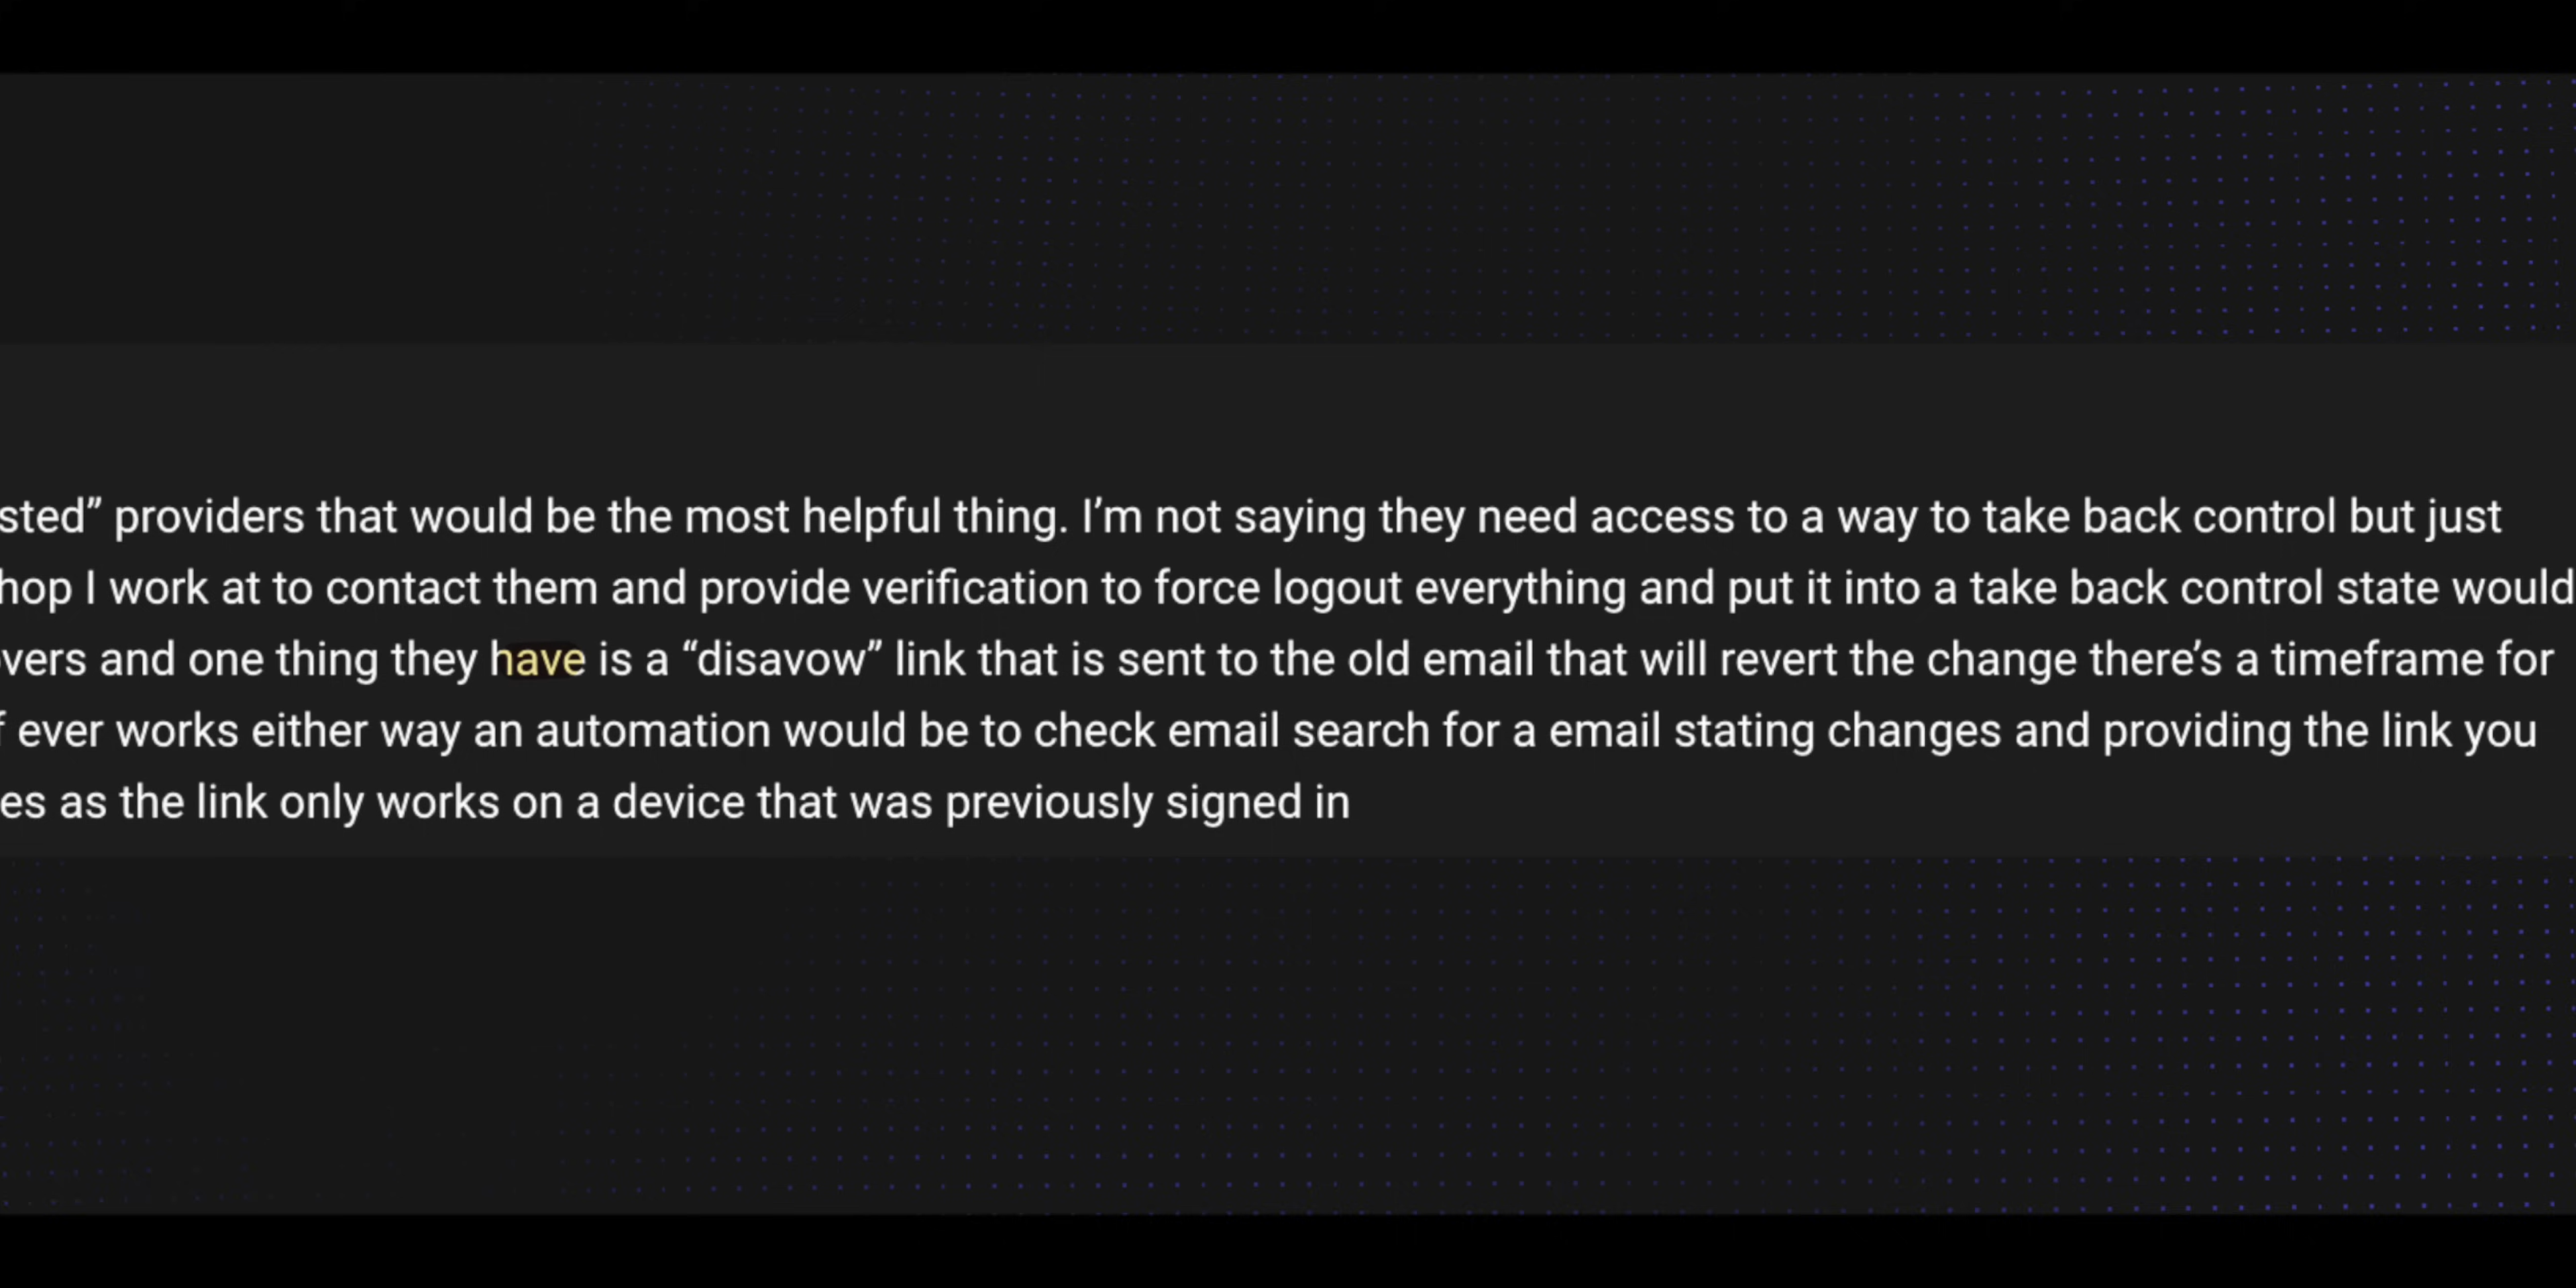 sted” providers that would be the most helpful thing. I’m not saying they need access to a way to take back control but just
hop I work at to contact them and provide verification to force logout everything and put it into a take back control state would
vers and one thing they have is a “disavow” link that is sent to the old email that will revert the change there’s a timeframe for
f ever works either way an automation would be to check email search for a email stating changes and providing the link you
es as the link only works on a device that was previously signed in